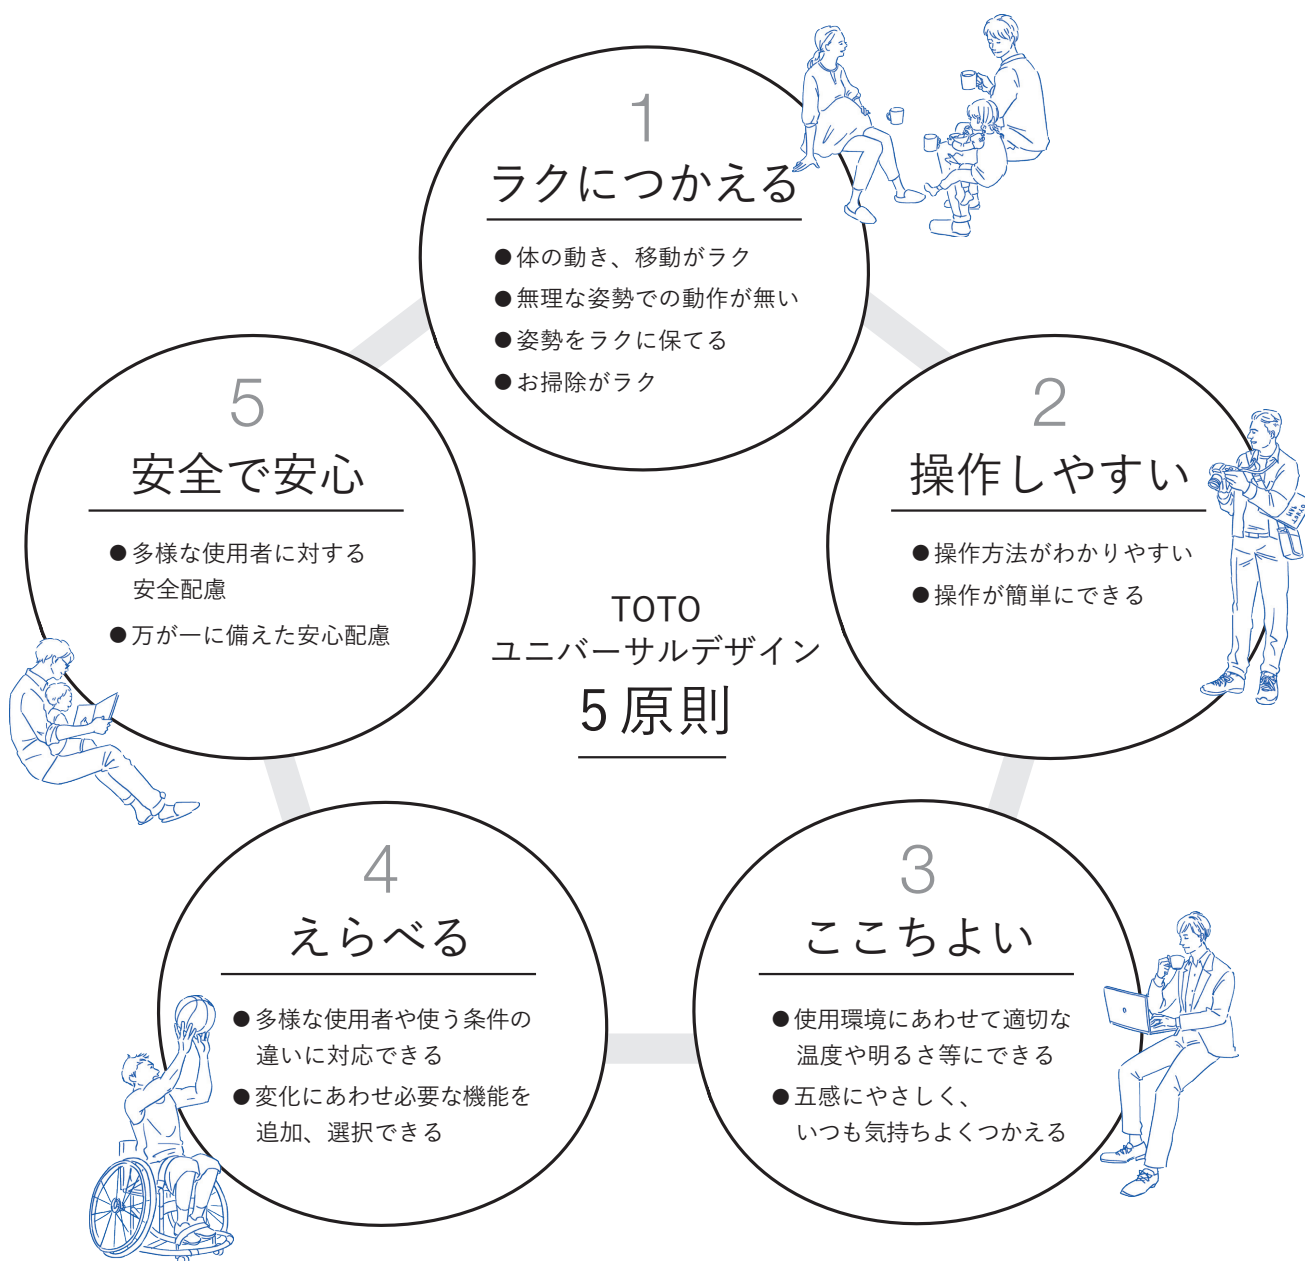 1
ラクにつかえる
●体の動き、移動がラク
●無理な姿勢での動作が無い
●姿勢をラクに保てる
●お掃除がラク
2
操作しやすい
●操作方法がわかりやすい
●操作が簡単にできる
3
ここちよい
●使用環境にあわせて適切な
温度や明るさ等にできる
●五感にやさしく、
いつも気持ちよくつかえる
4
えらべる
●多様な使用者や使う条件の
違いに対応できる
●変化にあわせ必要な機能を
追加、選択できる
5
安全で安心
●多様な使用者に対する
安全配慮
●万が一に備えた安心配慮
TOTO
ユニバーサルデザイン
5原則